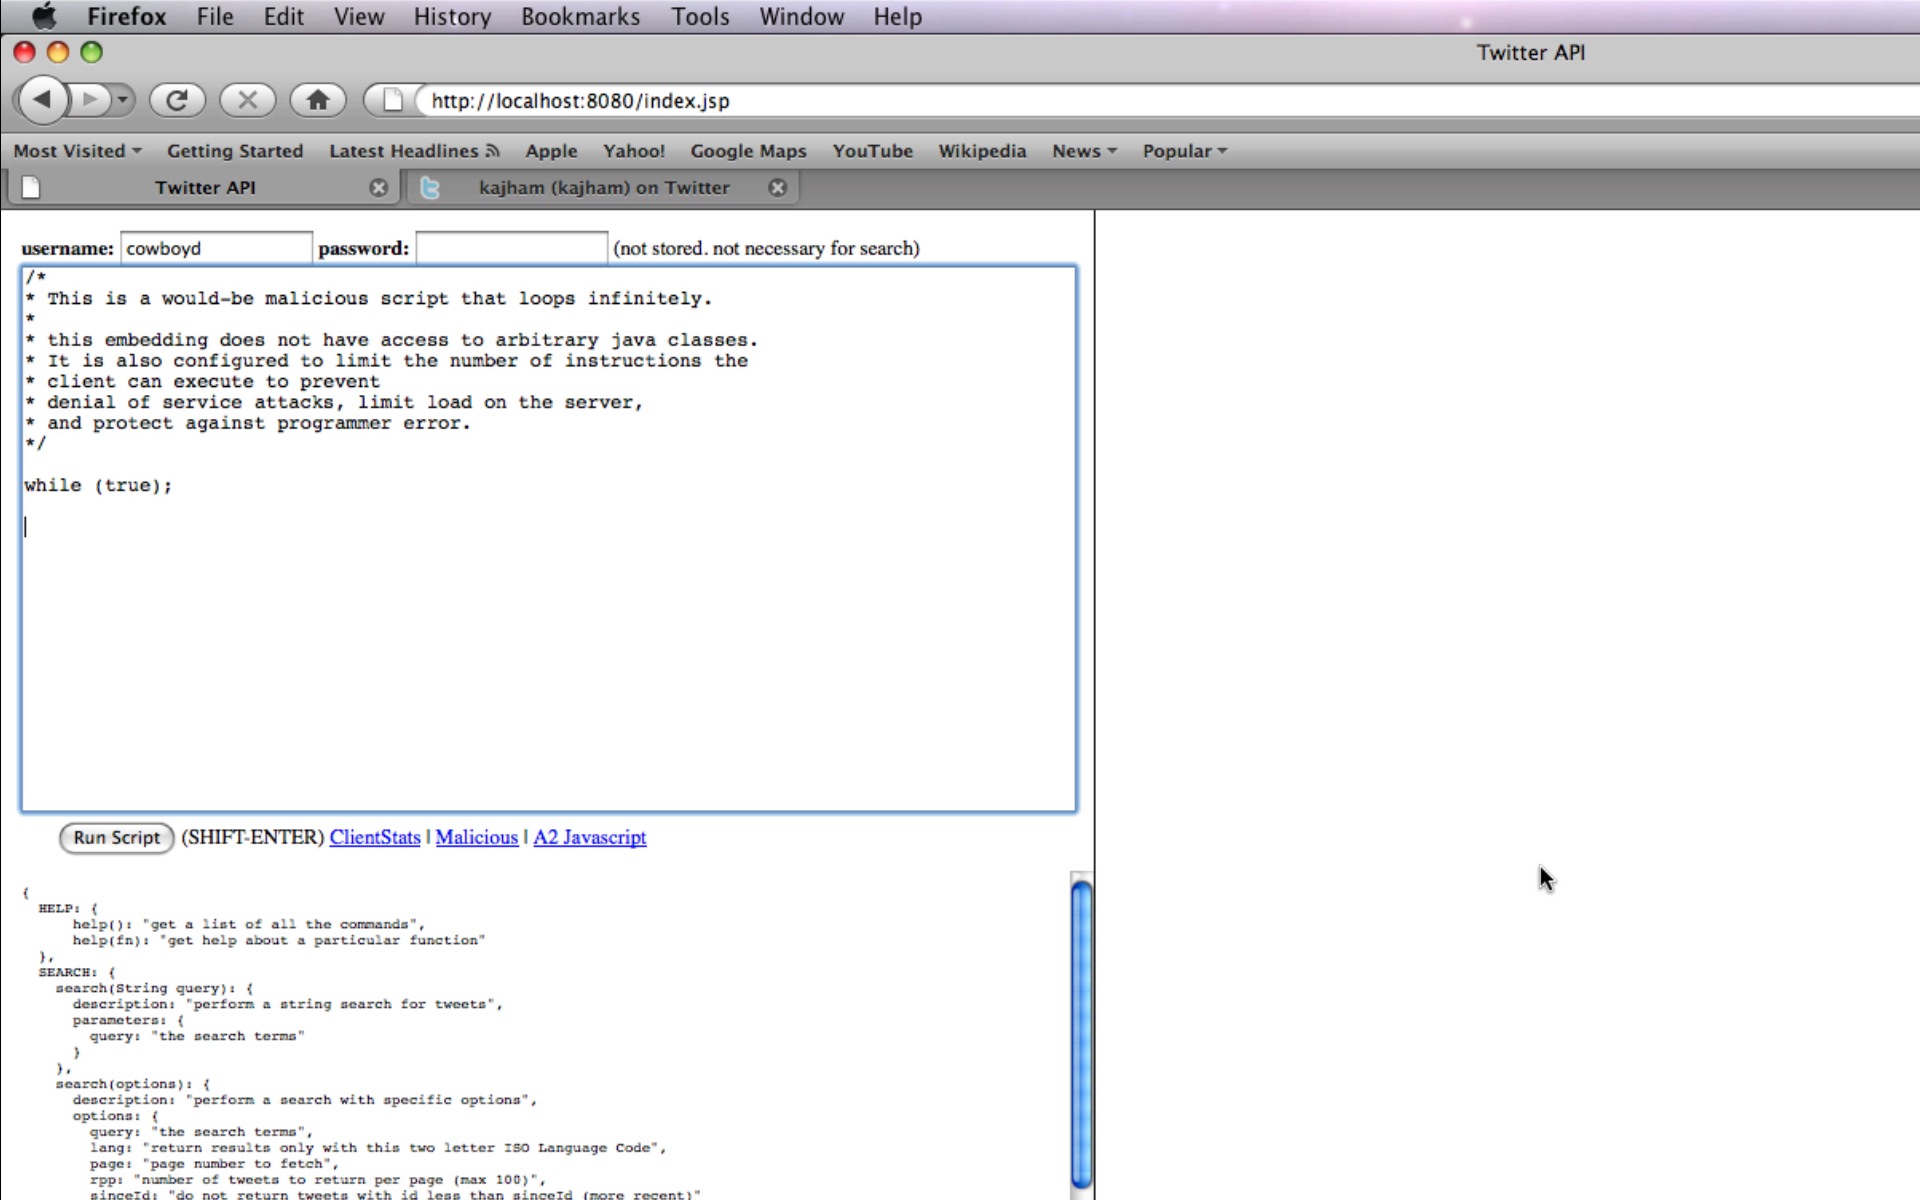 Firefox File Edit View History Bookmarks Tools Window Help
Twitter API
http://localhost:8080/index.jsp
Most Visited Getting Started Latest Headlines Apple Yahoo! Google Maps YouTube Wikipedia News Popular
Twitter API kajham (kajham) on Twitter
username: cowboyd password: (not stored. not necessary for search)
/*
* This is a would-be malicious script that loops infinitely.
*
* this embedding does not have access to arbitrary java classes.
* It is also configured to limit the number of instructions the
* client can execute to prevent
* denial of service attacks, limit load on the server,
* and protect against programmer error.
*/
while (true);
Run Script (SHIFT-ENTER) ClientStats | Malicious | A2 Javascript
{
HELP: {
help(): "get a list of all the commands",
help(fn): "get help about a particular function"
},
SEARCH: {
search(String query): {
description: "perform a string search for tweets",
parameters: {
query: "the search terms"
}
},
search(options): {
description: "perform a search with specific options",
options: {
query: "the search terms",
lang: "return results only with this two letter ISO Language Code",
page: "page number to fetch",
rpp: "number of tweets to return per page (max 100)",
sinceId: "do not return tweets with id less than sinceId (more recent)"